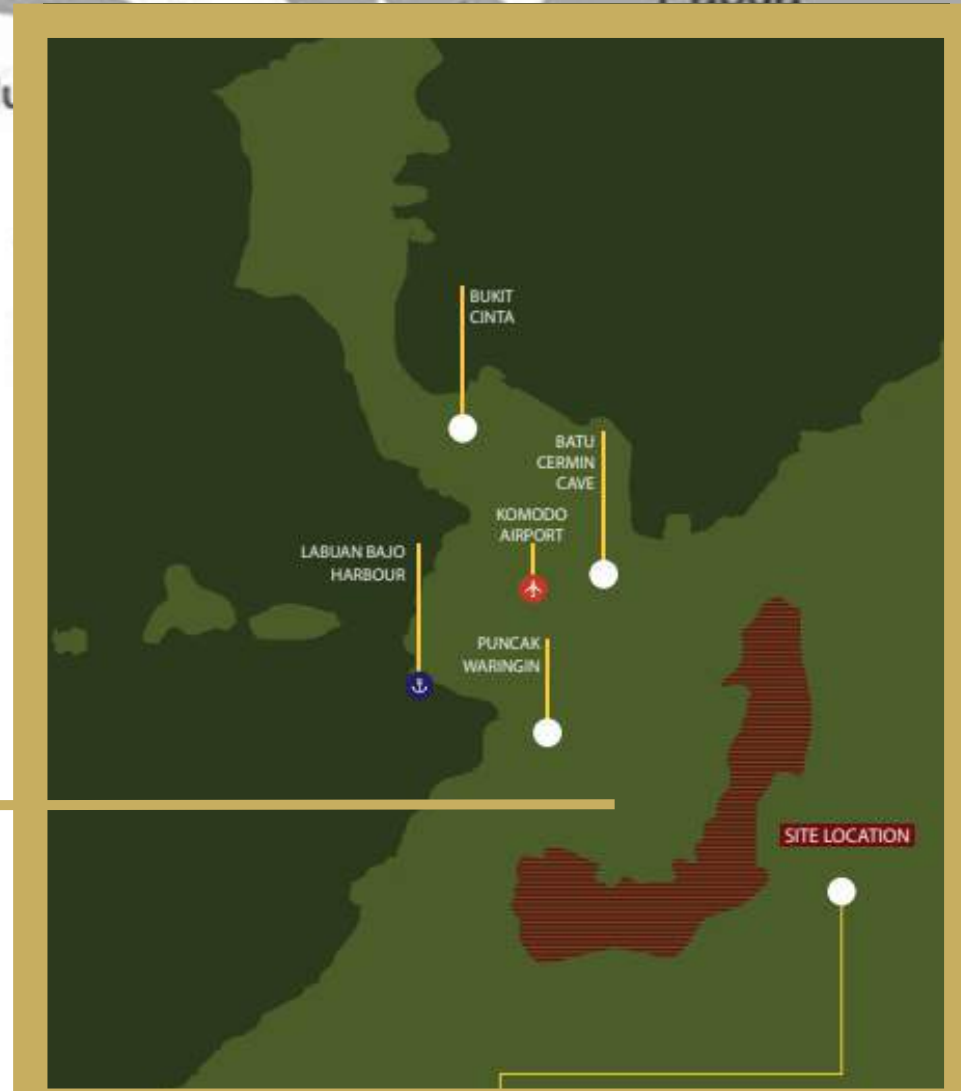 BUKIT
CINTA
BATU
CERMIN
CAVE
KOMODO
AIRPORT
LABUAN BAJO
HARBOUR
PUNCAK
WARINGIN
SITE LOCATION